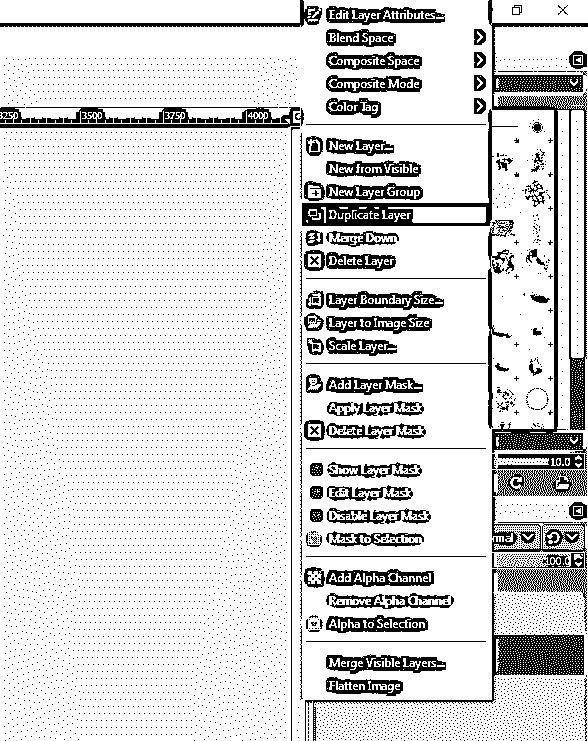 Edit Layer Attributes...
Blend Space
Composite Space
Composite Mode
Color Tag
3250 3500 3750 4000
New Layer...
New from Visible
New Layer Group
Duplicate Layer
Merge Down
Delete Layer
Layer Boundary Size...
Layer to Image Size
Scale Layer...
Add Layer Mask...
Apply Layer Mask
Delete Layer Mask
10.0
Show Layer Mask
Edit Layer Mask
Disable Layer Mask
Mask to Selection
mal
100.0
Add Alpha Channel
Remove Alpha Channel
Alpha to Selection
Merge Visible Layers...
Flatten Image